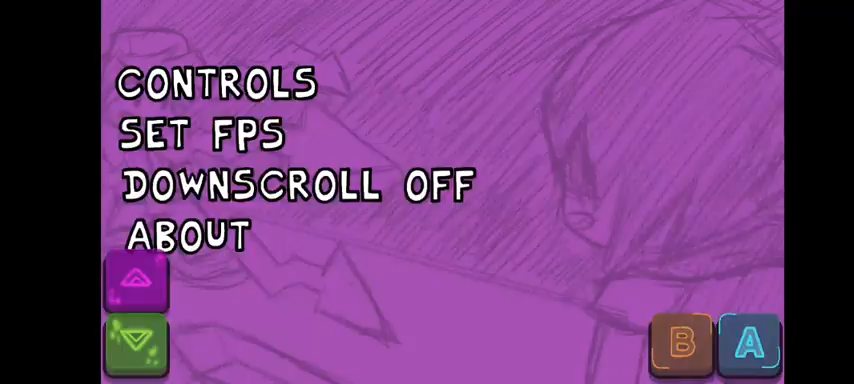 CONTROLS
SET FPS
DOWNSCROLL OFF
ABOUT
B A